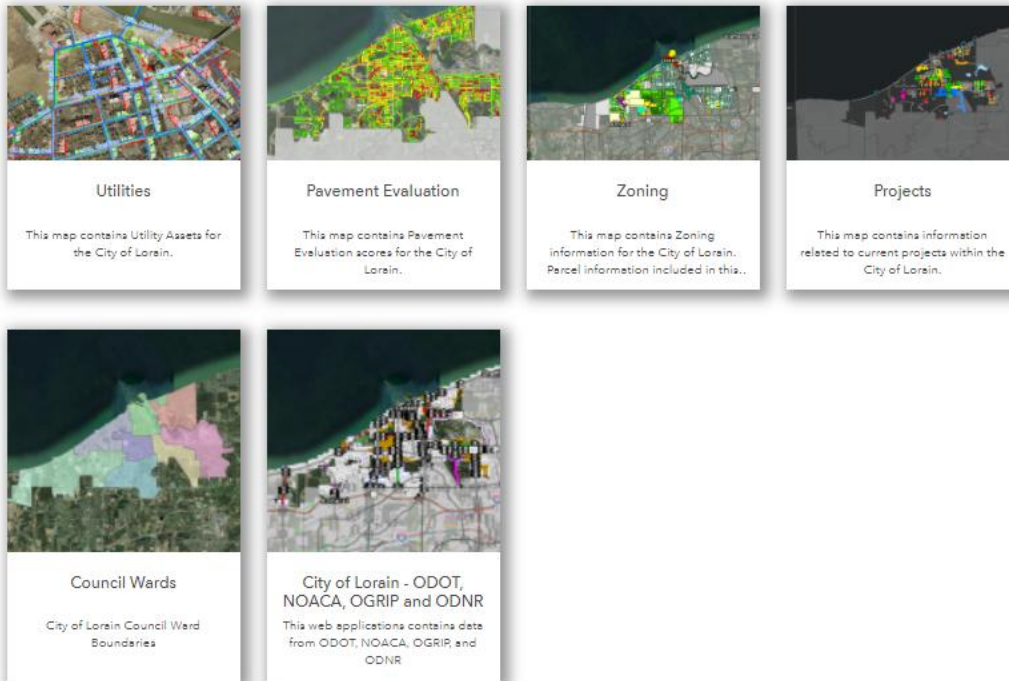 Utilities
This map contains Utility Assets for
the City of Lorain.
Pavement Evaluation
This map contains Pavement
Evaluation scores for the City of
Lorain.
Zoning
This map contains Zoning
information for the City of Lorain.
Parcel information included in this..
Projects
This map contains information
related to current projects within the
City of Lorain.
Council Wards
City of Lorain Council Ward
Boundaries
City of Lorain - ODOT,
NOACA, OGRIP and ODNR
This web applications contains data
from ODOT, NOACA, OGRIP, and
ODNR